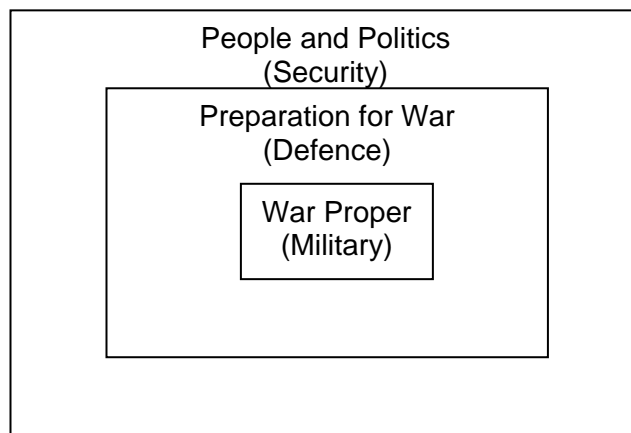 People and Politics
(Security)
Preparation for War
(Defence)
War Proper
(Military)